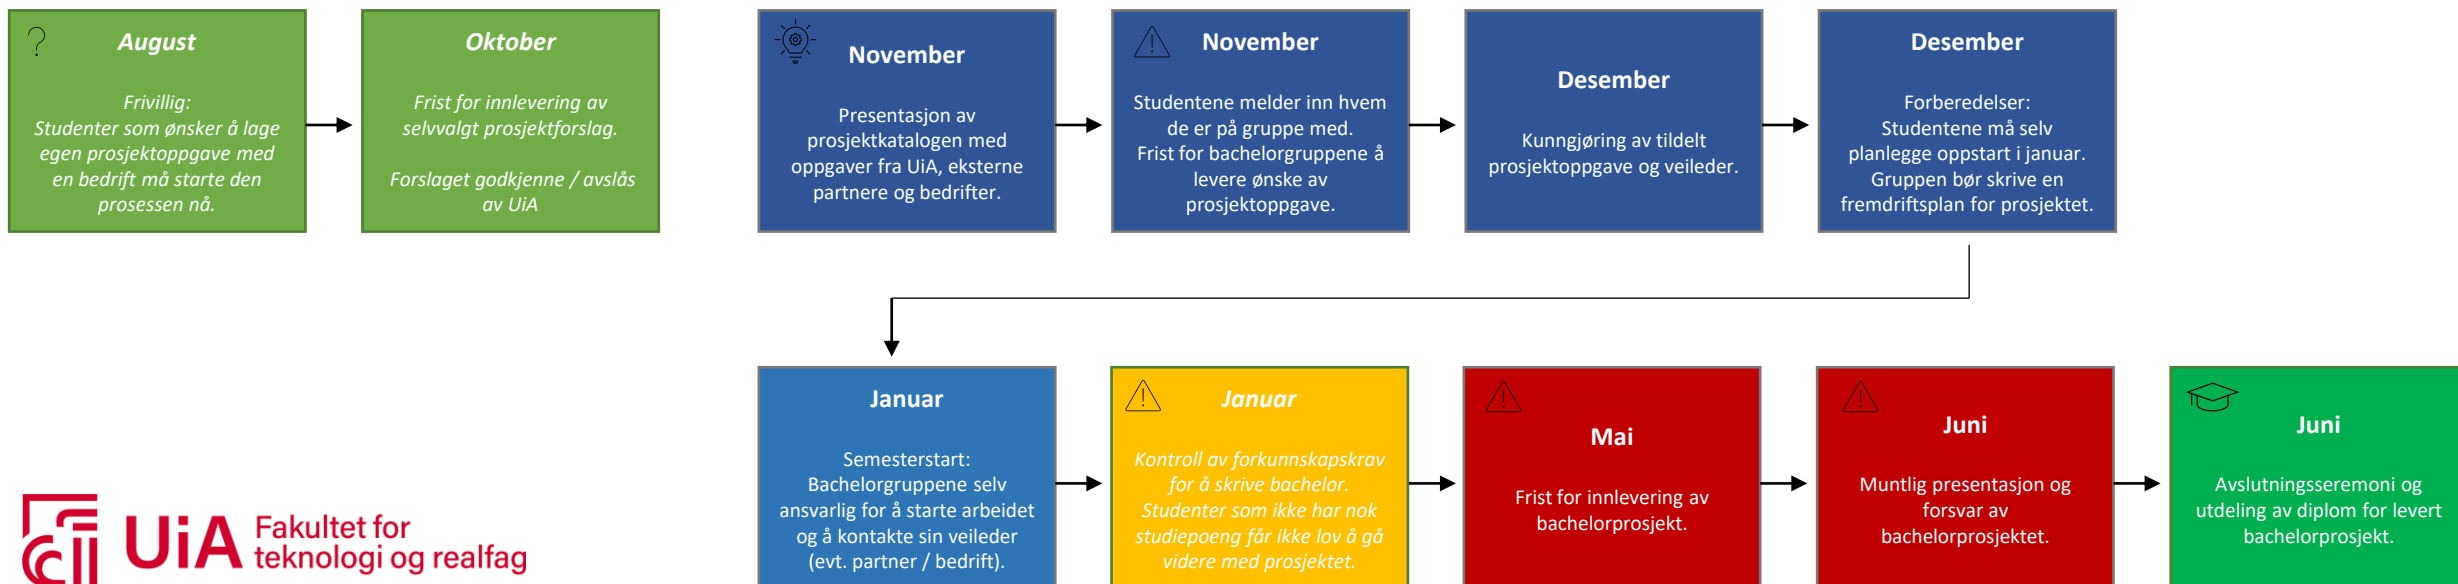 August
Frivillig:
Studenter som ønsker å lage
egen prosjektoppgave med
en bedrift må starte den
prosessen nå.
Oktober
Frist for innlevering av
selvvalgt prosjektforslag.
Forslaget godkjenne / avslås
av UiA
November
Presentasjon av
prosjektkatalogen med
oppgaver fra UiA, eksterne
partnere og bedrifter.
November
Studentene melder inn hvem
de er på gruppe med.
Frist for bachelorgruppene å
levere ønske av
prosjektoppgave.
Desember
Kunngjøring av tildelt
prosjektoppgave og veileder.
Desember
Forberedelser:
Studentene må selv
planlegge oppstart i januar.
Gruppen bør skrive en
fremdriftsplan for prosjektet.
Januar
Semesterstart:
Bachelorgruppene selv
ansvarlig for å starte arbeidet
og å kontakte sin veileder
(evt. partner / bedrift).
Januar
Kontroll av forkunnskapskrav
for å skrive bachelor.
Studenter som ikke har nok
studiepoeng får ikke lov å gå
videre med prosjektet.
Mai
Frist for innlevering av
bachelorprosjekt.
Juni
Muntlig presentasjon og
forsvar av
bachelorprosjektet.
Juni
Avslutningsseremoni og
utdeling av diplom for levert
bachelorprosjekt.
UiA Fakultet for
teknologi og realfag